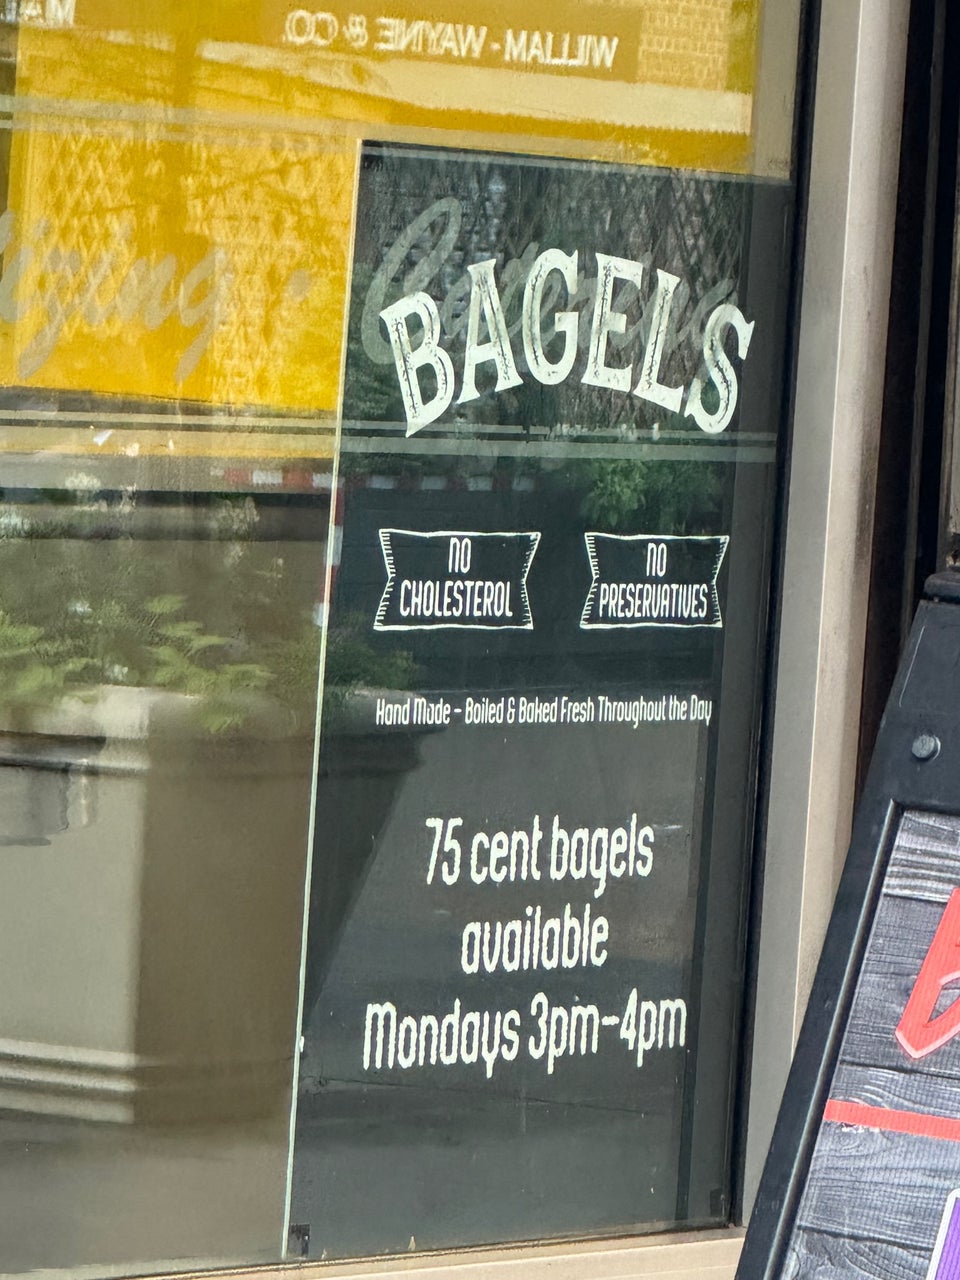 WILLIAM - WAYNE & CO.
BAGELS
NO
CHOLESTEROL
NO
PRESERVATIVES
Hand Made - Boiled & Baked Fresh Throughout the Day
75 cent bagels
available
Mondays 3pm-4pm